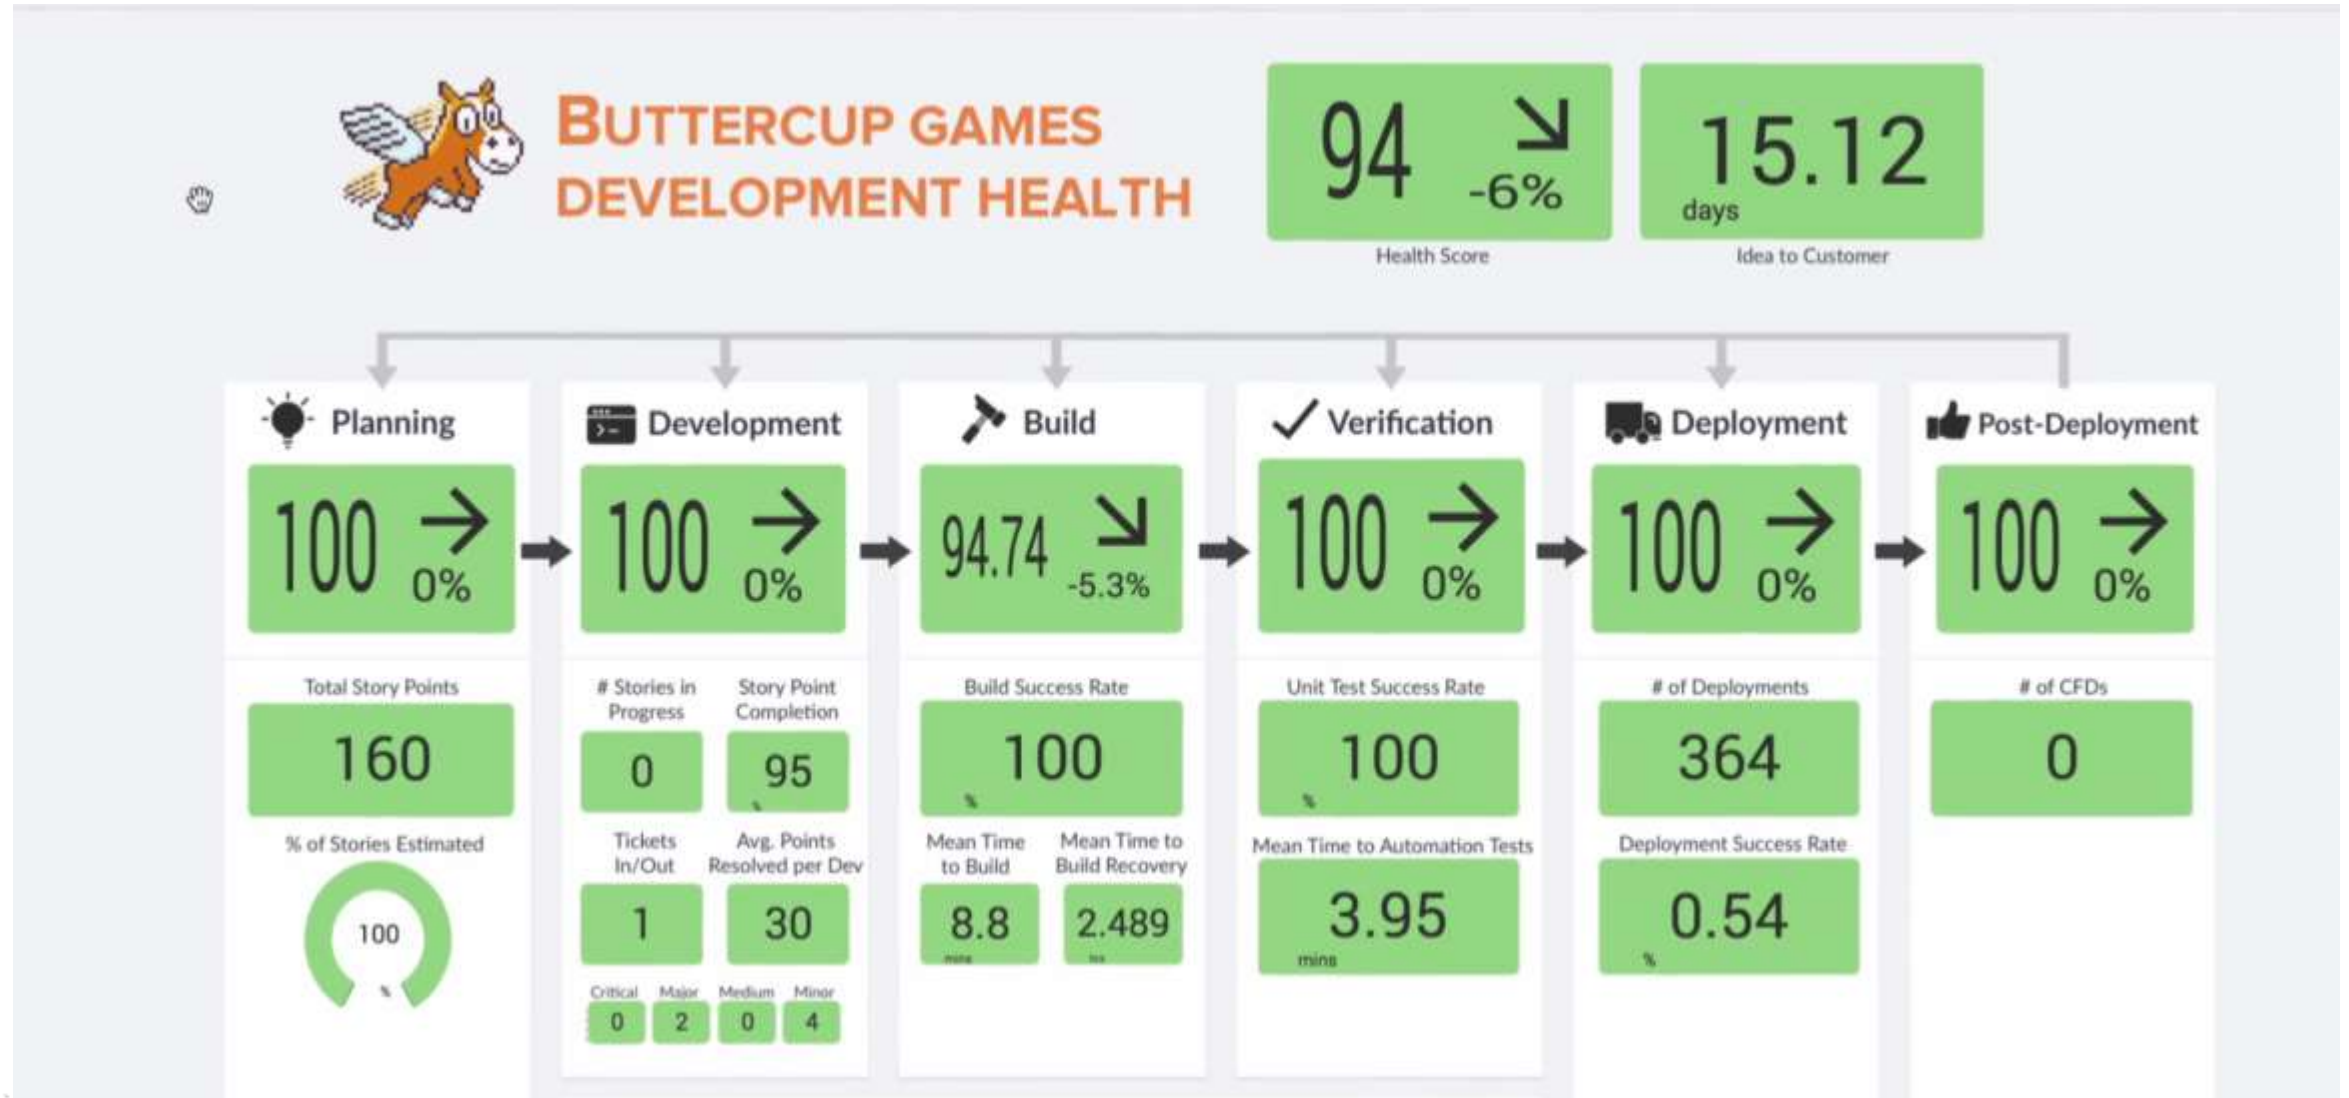 BUTTERCUP GAMES
DEVELOPMENT HEALTH
94
-6%
Health Score
15.12
days
Idea to Customer
Planning
100
0%
Total Story Points
160
% of Stories Estimated
100
%
Development
100
0%
# Stories in
Progress
0
Story Point
Completion
95
%
Tickets
In/Out
1
Avg. Points
Resolved per Dev
30
Critical
0
Major
2
Medium
0
Minor
4
Build
94.74
-5.3%
Build Success Rate
100
%
Mean Time
to Build
8.8
mins
Mean Time to
Build Recovery
2.489
Verification
100
0%
Unit Test Success Rate
100
%
Mean Time to Automation Tests
3.95
mins
Deployment
100
0%
# of Deployments
364
Deployment Success Rate
0.54
%
Post-Deployment
100
0%
# of CFDs
0